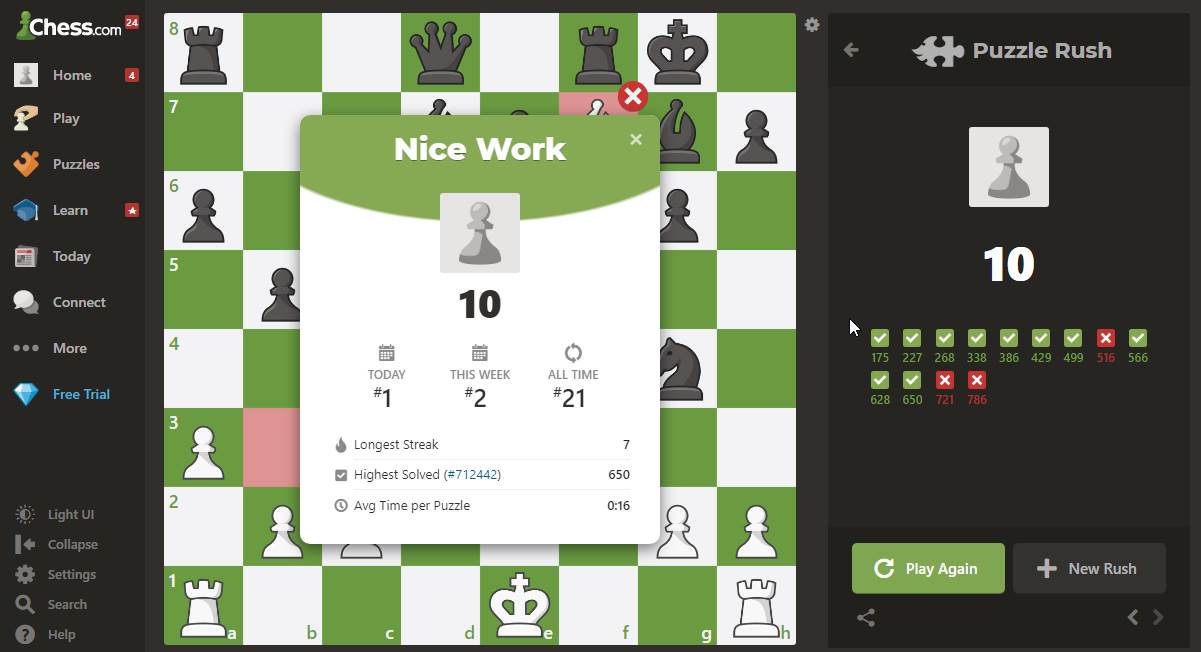 Chess.com 24
Home 4
Play
Puzzles
Learn
Today
Connect
More
Free Trial
Light UI
Collapse
Settings
Search
Help
8
7
6
5
4
3
2
1
a b c d e f g h
Nice Work
10
TODAY THIS WEEK ALL TIME
#1 #2 #21
Longest Streak 7
Highest Solved (#712442) 650
Avg Time per Puzzle 0:16
Puzzle Rush
10
175 227 268 338 386 429 499 516 566
628 650 721 786
Play Again New Rush